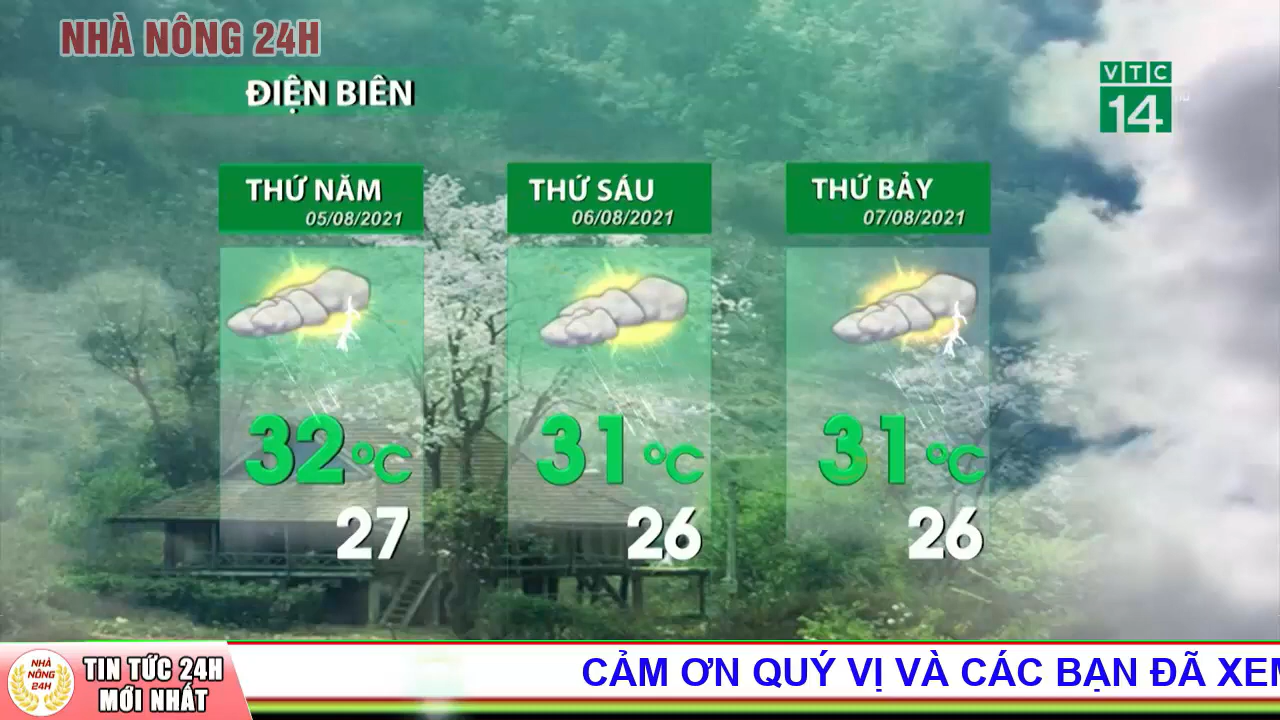 NHÀ NÔNG 24H
ĐIỆN BIÊN
VTC
14
THỨ NĂM
05/08/2021
THỨ SÁU
06/08/2021
THỨ BẢY
07/08/2021
32°C
27
31°C
26
31°C
26
NHÀ
NÔNG
24H
TIN TỨC 24H
MỚI NHẤT
CẢM ƠN QUÝ VỊ VÀ CÁC BẠN ĐÃ XEM